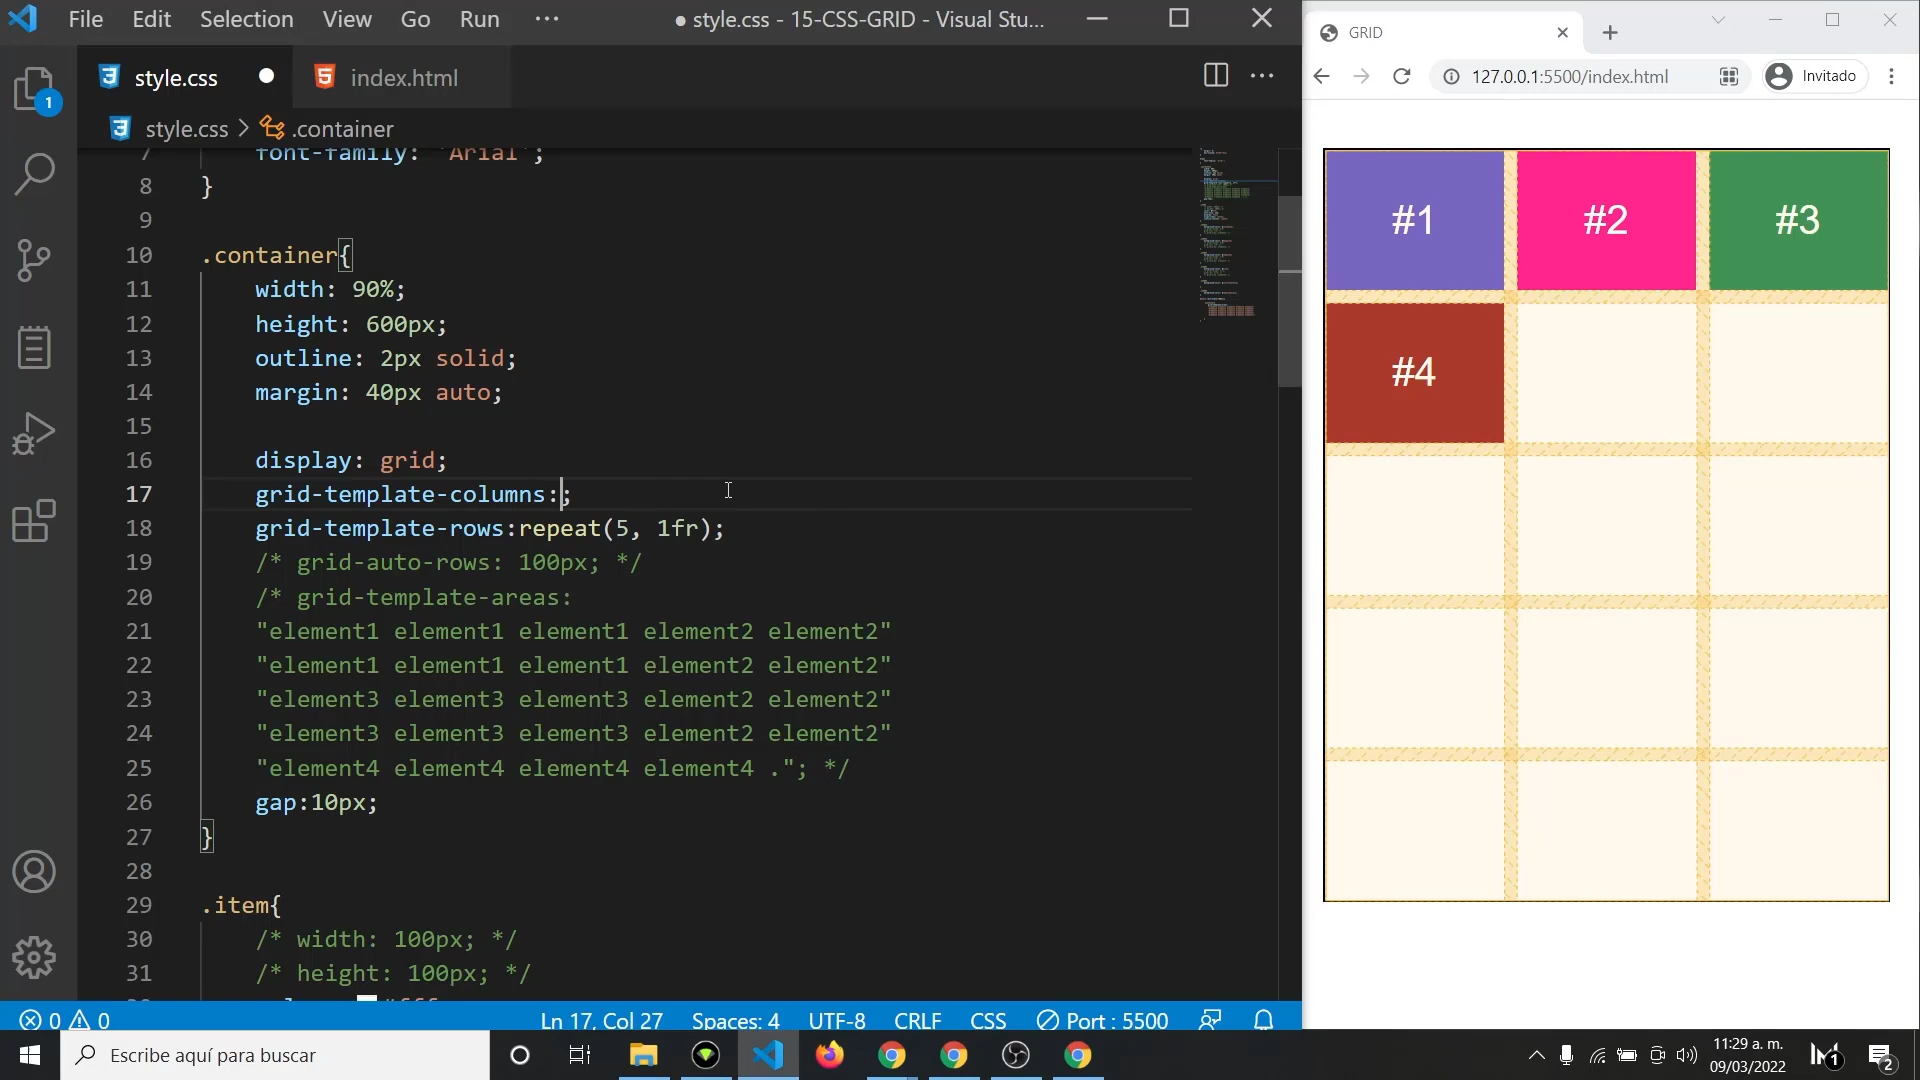 File Edit Selection View Go Run ··· ● style.css - 15-CSS-GRID - Visual Stu...
style.css index.html
style.css > .container
7 font-family: 'Arial';
8 }
9
10 .container{
11 width: 90%;
12 height: 600px;
13 outline: 2px solid;
14 margin: 40px auto;
15
16 display: grid;
17 grid-template-columns:;
18 grid-template-rows:repeat(5, 1fr);
19 /* grid-auto-rows: 100px; */
20 /* grid-template-areas:
21 "element1 element1 element1 element2 element2"
22 "element1 element1 element1 element2 element2"
23 "element3 element3 element3 element2 element2"
24 "element3 element3 element3 element2 element2"
25 "element4 element4 element4 element4 ."; */
26 gap:10px;
27 }
28
29 .item{
30 /* width: 100px; */
31 /* height: 100px; */
1
0 0 Ln 17, Col 27 Spaces: 4 UTF-8 CRLF CSS Port : 5500
GRID
127.0.0.1:5500/index.html Invitado
#1 #2 #3
#4
Escribe aquí para buscar
11:29 a. m.
09/03/2022
1
2